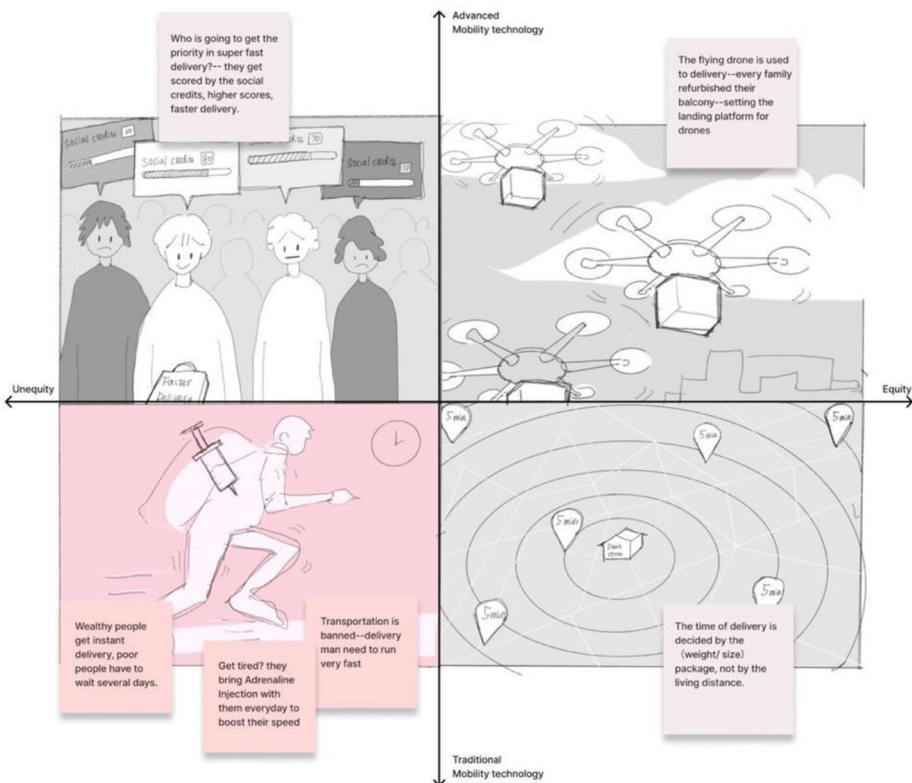 Advanced
Mobility technology
Who is going to get the
priority in super fast
delivery?-- they get
scored by the social
credits, higher scores,
faster delivery.
The flying drone is used
to delivery--every family
refurbished their
balcony--setting the
landing platform for
drones
Social credits
Social credits 80
Social credits 70
Social credits 10
Faster
Delivery
Unequity
Equity
5min
5min
5min
5min
Dark
store
5min
5min
Wealthy people
get instant
delivery, poor
people have to
wait several days.
Get tired? they
bring Adrenaline
Injection with
them everyday to
boost their speed
Transportation is
banned--delivery
man need to run
very fast
The time of delivery is
decided by the
(weight/ size)
package, not by the
living distance.
Traditional
Mobility technology